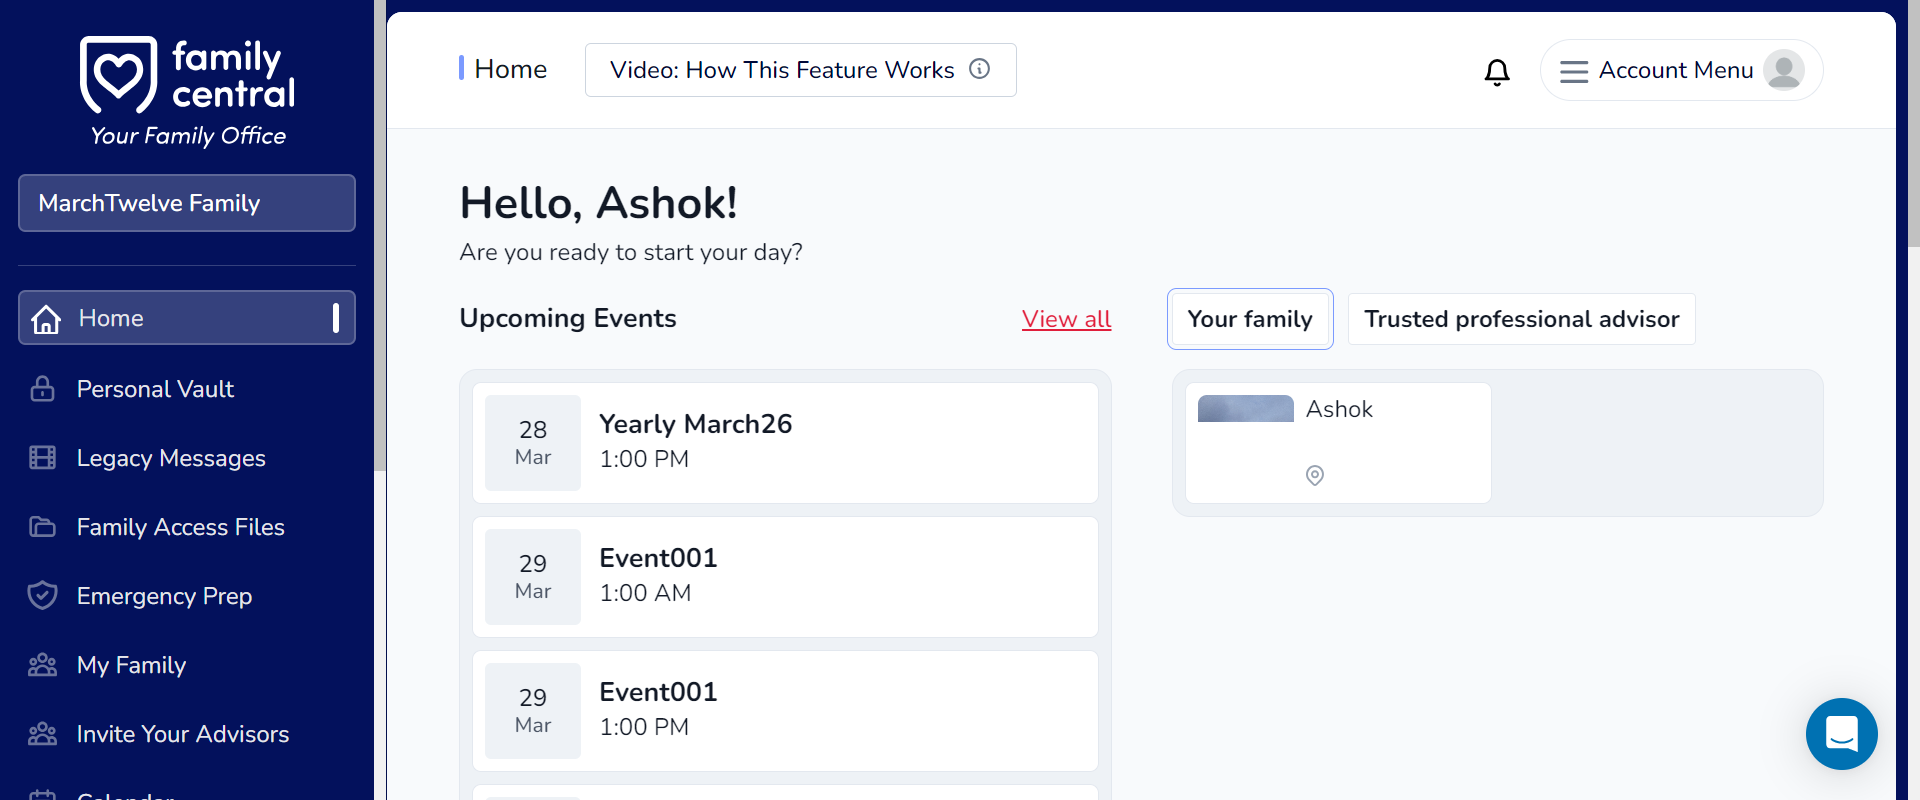 family
central
Your Family Office
MarchTwelve Family
Home
Personal Vault
Legacy Messages
Family Access Files
Emergency Prep
My Family
Invite Your Advisors
Calendar
Home
Video: How This Feature Works
Account Menu
Hello, Ashok!
Are you ready to start your day?
Upcoming Events
View all
28
Mar
Yearly March26
1:00 PM
29
Mar
Event001
1:00 AM
29
Mar
Event001
1:00 PM
Your family
Trusted professional advisor
Ashok